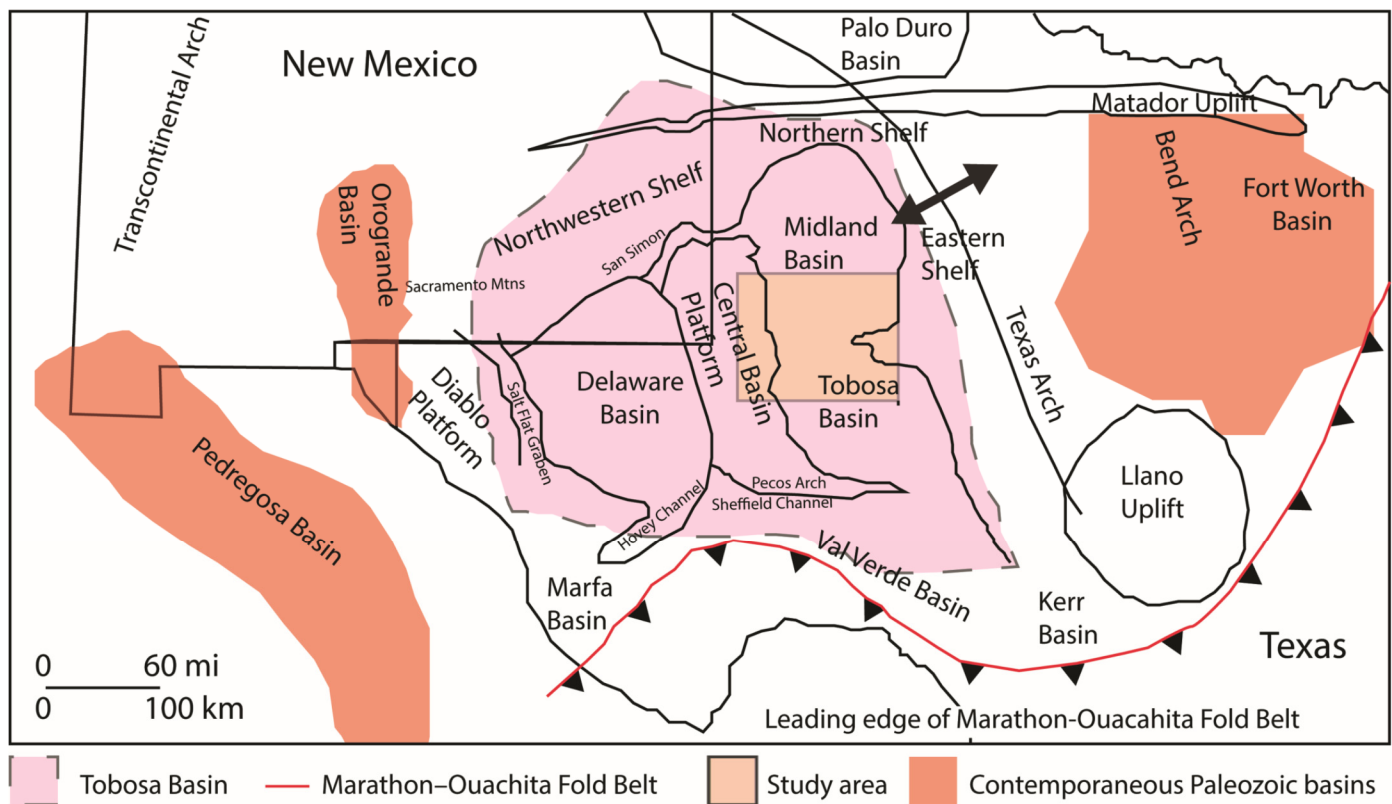 Transcontinental Arch
New Mexico
Palo Duro
Basin
Matador Uplift
Northern Shelf
Northwestern Shelf
Bend Arch
Fort Worth
Basin
Orogrande
Basin
San Simon
Midland
Basin
Eastern
Shelf
Sacramento Mtns
Central Basin
Platform
Texas Arch
Diablo
Platform
Salt Flat Graben
Delaware
Basin
Tobosa
Basin
Pedregosa Basin
Hovey Channel
Pecos Arch
Sheffield Channel
Llano
Uplift
Val Verde Basin
Marfa
Basin
Kerr
Basin
Texas
0 60 mi
0 100 km
Leading edge of Marathon-Ouacahita Fold Belt
Tobosa Basin
Marathon–Ouachita Fold Belt
Study area
Contemporaneous Paleozoic basins